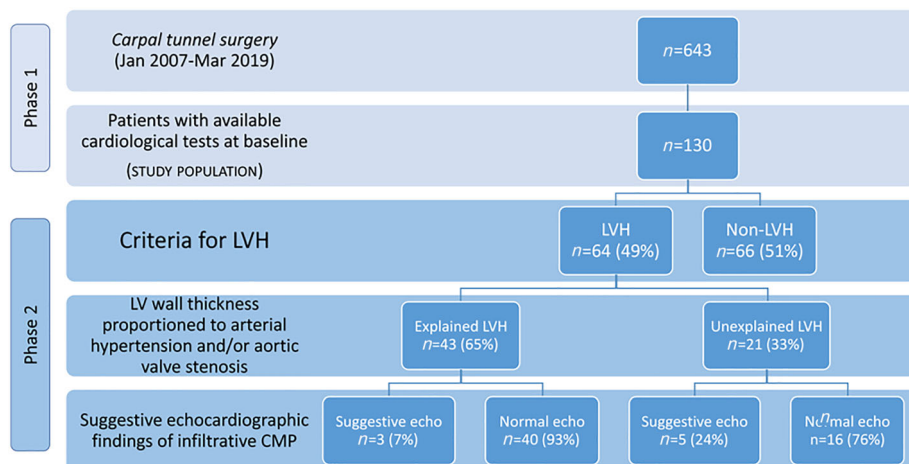 Phase 1
Carpal tunnel surgery
(Jan 2007-Mar 2019)
n=643
Patients with available
cardiological tests at baseline
(STUDY POPULATION)
n=130
Phase 2
Criteria for LVH
LVH
n=64 (49%)
Non-LVH
n=66 (51%)
LV wall thickness
proportioned to arterial
hypertension and/or aortic
valve stenosis
Explained LVH
n=43 (65%)
Unexplained LVH
n=21 (33%)
Suggestive echocardiographic
findings of infiltrative CMP
Suggestive echo
n=3 (7%)
Normal echo
n=40 (93%)
Suggestive echo
n=5 (24%)
Normal echo
n=16 (76%)